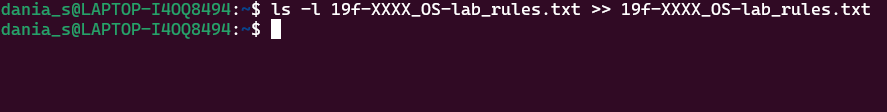 dania_s@LAPTOP-I4OQ8494:~$ ls -l 19f-XXXX_OS-lab_rules.txt >> 19f-XXXX_OS-lab_rules.txt
dania_s@LAPTOP-I4OQ8494:~$